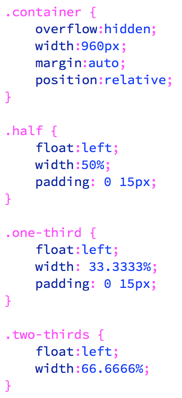 .container {
    overflow:hidden;
    width:960px;
    margin:auto;
    position:relative;
}

.half {
    float:left;
    width:50%;
    padding: 0 15px;
}

.one-third {
    float:left;
    width: 33.3333%;
    padding: 0 15px;
}

.two-thirds {
    float:left;
    width:66.6666%;
}